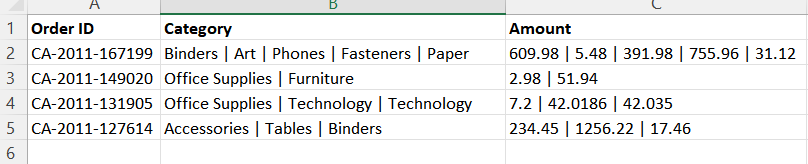 A B C
1 Order ID Category Amount
2 CA-2011-167199 Binders | Art | Phones | Fasteners | Paper 609.98 | 5.48 | 391.98 | 755.96 | 31.12
3 CA-2011-149020 Office Supplies | Furniture 2.98 | 51.94
4 CA-2011-131905 Office Supplies | Technology | Technology 7.2 | 42.0186 | 42.035
5 CA-2011-127614 Accessories | Tables | Binders 234.45 | 1256.22 | 17.46
6